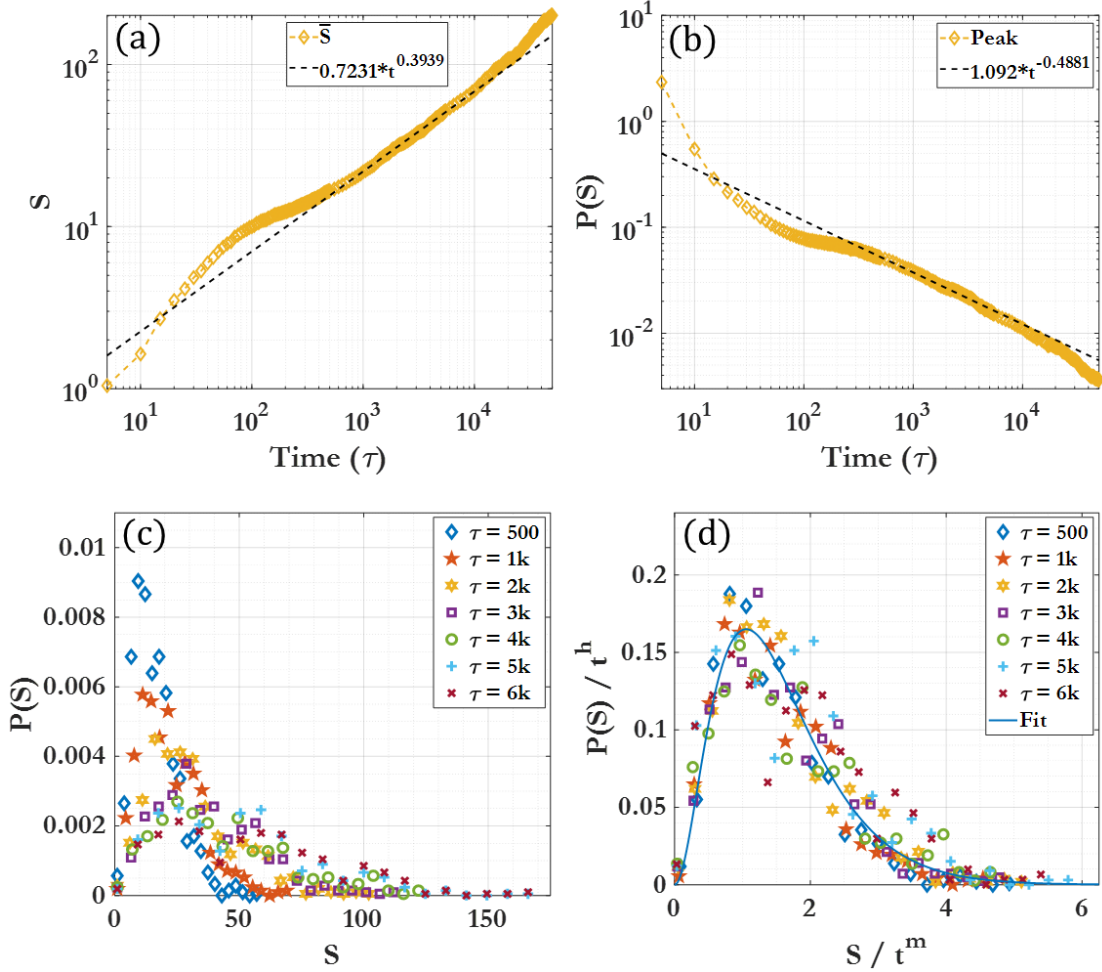 (a)
S̅
0.7231*t^0.3939
10^2
10^1
10^0
S
10^1
10^2
10^3
10^4
Time (τ)
(b)
Peak
1.092*t^-0.4881
10^1
10^0
10^-1
10^-2
P(S)
10^1
10^2
10^3
10^4
Time (τ)
(c)
τ = 500
τ = 1k
τ = 2k
τ = 3k
τ = 4k
τ = 5k
τ = 6k
0.01
0.008
0.006
0.004
0.002
0
P(S)
0
50
100
150
S
(d)
τ = 500
τ = 1k
τ = 2k
τ = 3k
τ = 4k
τ = 5k
τ = 6k
Fit
0.2
0.15
0.1
0.05
0
P(S) / t^h
0
2
4
6
S / t^m